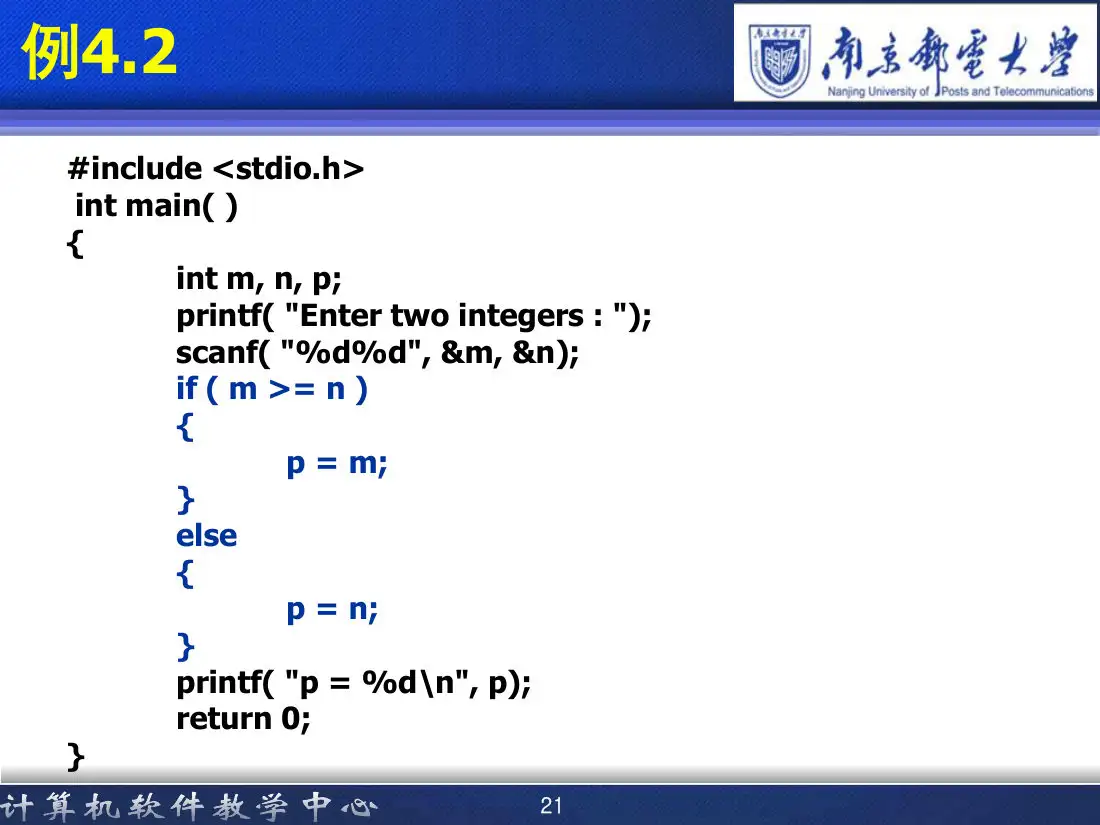 例4.2
南京邮電大学
Nanjing University of Posts and Telecommunications
#include <stdio.h>
int main( )
{
int m, n, p;
printf( "Enter two integers : ");
scanf( "%d%d", &m, &n);
if ( m >= n )
{
p = m;
}
else
{
p = n;
}
printf( "p = %d\n", p);
return 0;
}
计算机软件教学中心
21